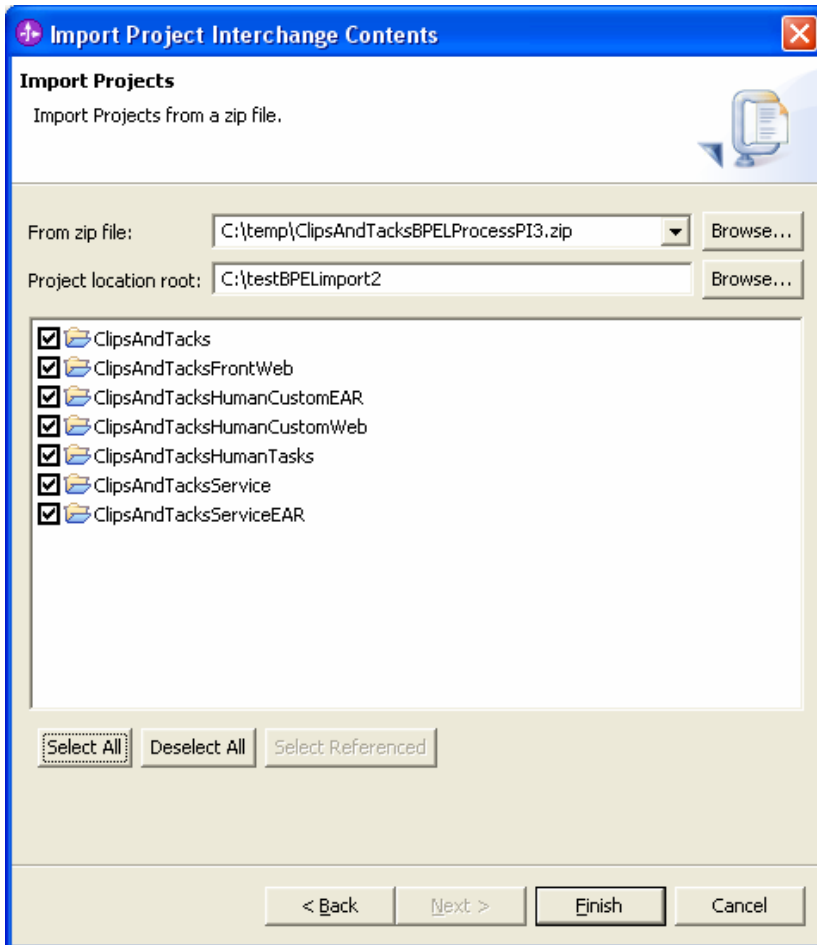 Import Project Interchange Contents
Import Projects
Import Projects from a zip file.
From zip file: C:\temp\ClipsAndTacksBPELProcessPI3.zip Browse...
Project location root: C:\testBPELimport2 Browse...
ClipsAndTacks
ClipsAndTacksFrontWeb
ClipsAndTacksHumanCustomEAR
ClipsAndTacksHumanCustomWeb
ClipsAndTacksHumanTasks
ClipsAndTacksService
ClipsAndTacksServiceEAR
Select All Deselect All Select Referenced
< Back Next > Finish Cancel